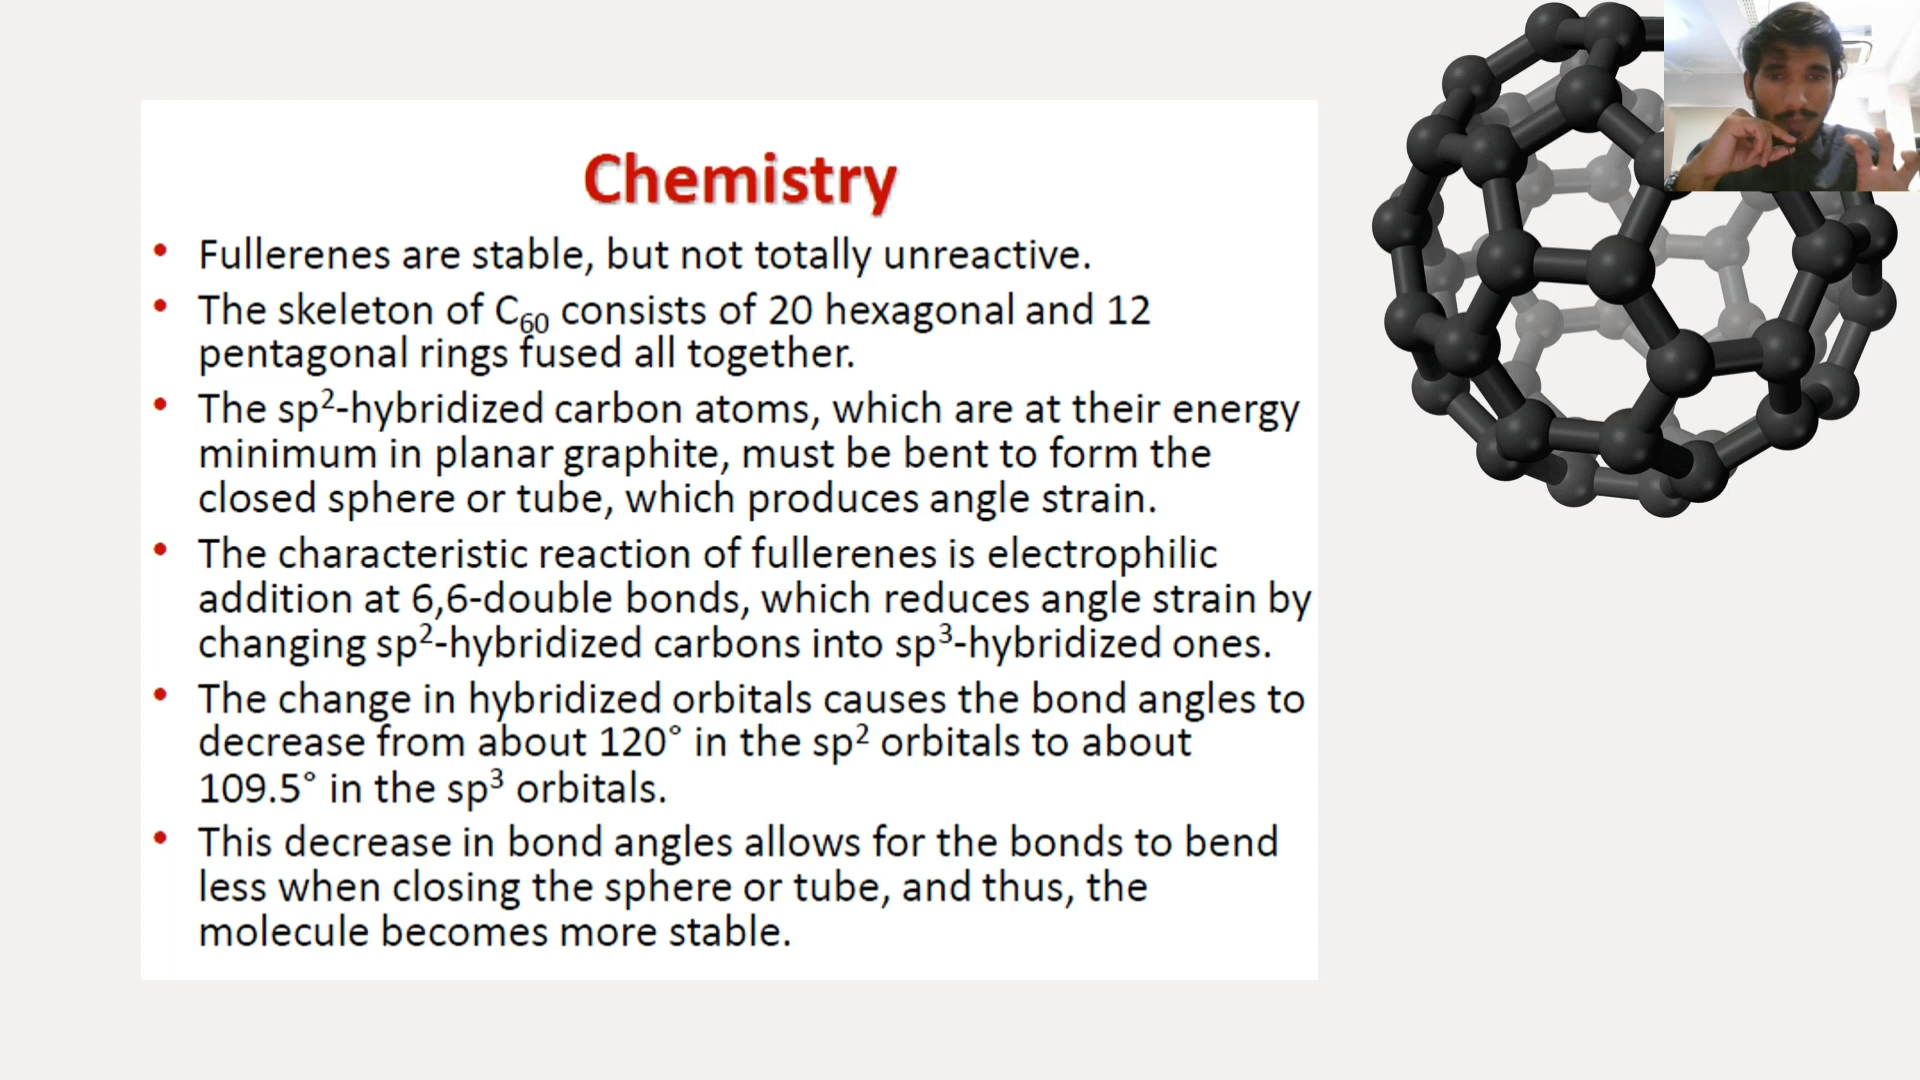 Chemistry
• Fullerenes are stable, but not totally unreactive.
• The skeleton of C₆₀ consists of 20 hexagonal and 12
pentagonal rings fused all together.
• The sp²-hybridized carbon atoms, which are at their energy
minimum in planar graphite, must be bent to form the
closed sphere or tube, which produces angle strain.
• The characteristic reaction of fullerenes is electrophilic
addition at 6,6-double bonds, which reduces angle strain by
changing sp²-hybridized carbons into sp³-hybridized ones.
• The change in hybridized orbitals causes the bond angles to
decrease from about 120° in the sp² orbitals to about
109.5° in the sp³ orbitals.
• This decrease in bond angles allows for the bonds to bend
less when closing the sphere or tube, and thus, the
molecule becomes more stable.